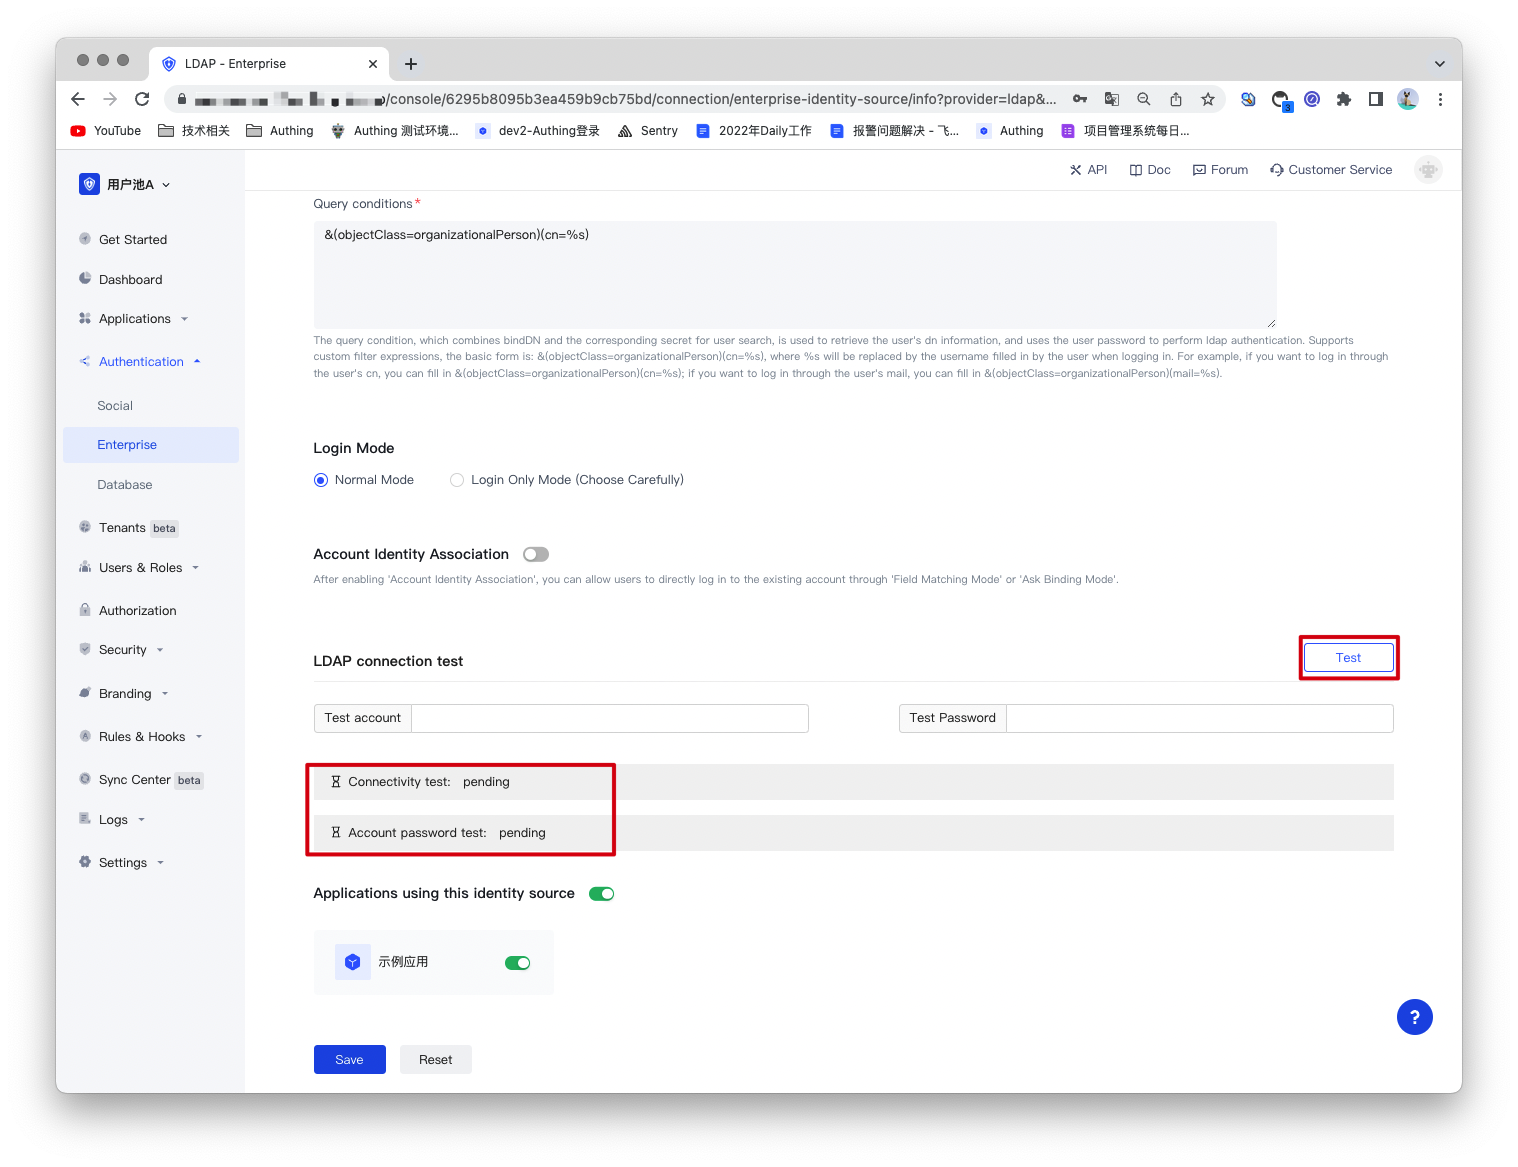 LDAP - Enterprise
/console/6295b8095b3ea459b9cb75bd/connection/enterprise-identity-source/info?provider=ldap&...
3
YouTube 技术相关 Authing Authing 测试环境... dev2-Authing登录 Sentry 2022年Daily工作 报警问题解决 - 飞... Authing 项目管理系统每日...
用户池A
API Doc Forum Customer Service
Get Started
Dashboard
Applications
Authentication
Social
Enterprise
Database
Tenants beta
Users & Roles
Authorization
Security
Branding
Rules & Hooks
Sync Center beta
Logs
Settings
Query conditions*
&(objectClass=organizationalPerson)(cn=%s)
The query condition, which combines bindDN and the corresponding secret for user search, is used to retrieve the user's dn information, and uses the user password to perform ldap authentication. Supports
custom filter expressions, the basic form is: &(objectClass=organizationalPerson)(cn=%s), where %s will be replaced by the username filled in by the user when logging in. For example, if you want to log in through
the user's cn, you can fill in &(objectClass=organizationalPerson)(cn=%s); if you want to log in through the user's mail, you can fill in &(objectClass=organizationalPerson)(mail=%s).
Login Mode
Normal Mode Login Only Mode (Choose Carefully)
Account Identity Association
After enabling 'Account Identity Association', you can allow users to directly log in to the existing account through 'Field Matching Mode' or 'Ask Binding Mode'.
LDAP connection test
Test
Test account Test Password
Connectivity test: pending
Account password test: pending
Applications using this identity source
示例应用
?
Save Reset